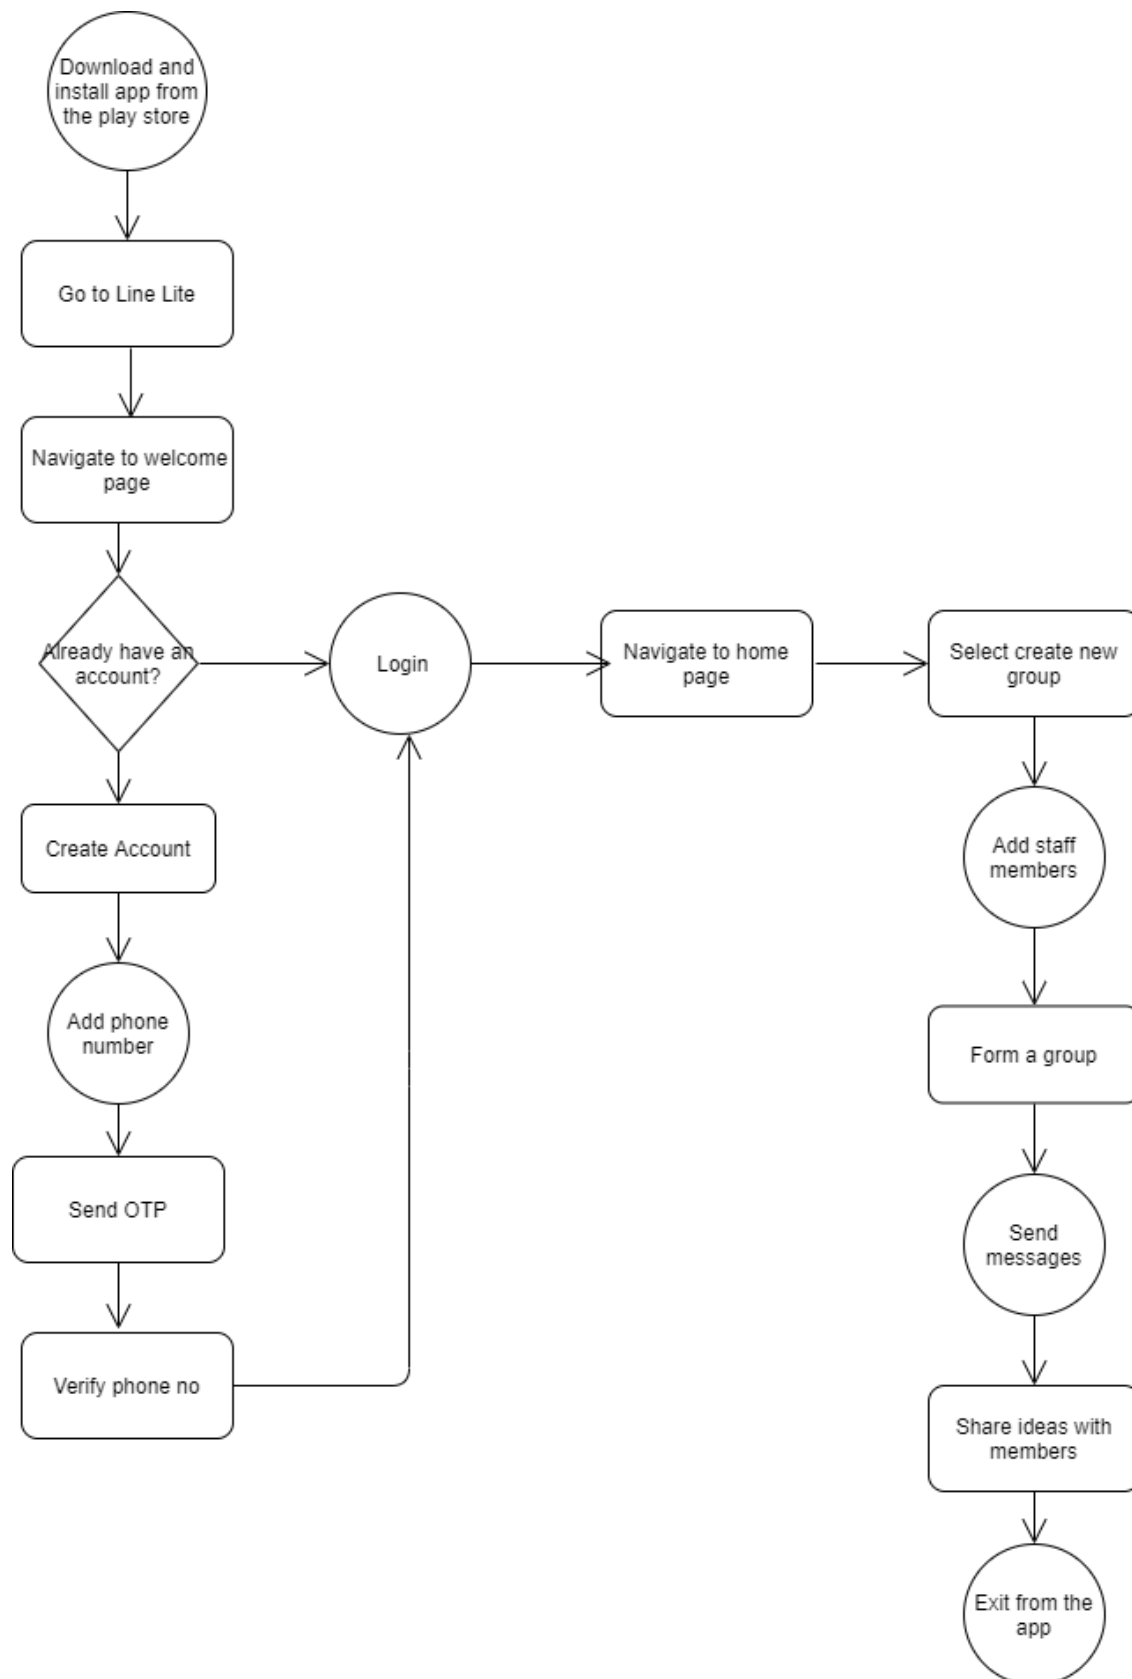 Download and
install app from
the play store
Go to Line Lite
Navigate to welcome
page
Already have an
account?
Login
Navigate to home
page
Select create new
group
Create Account
Add staff
members
Add phone
number
Form a group
Send OTP
Send
messages
Verify phone no
Share ideas with
members
Exit from the
app